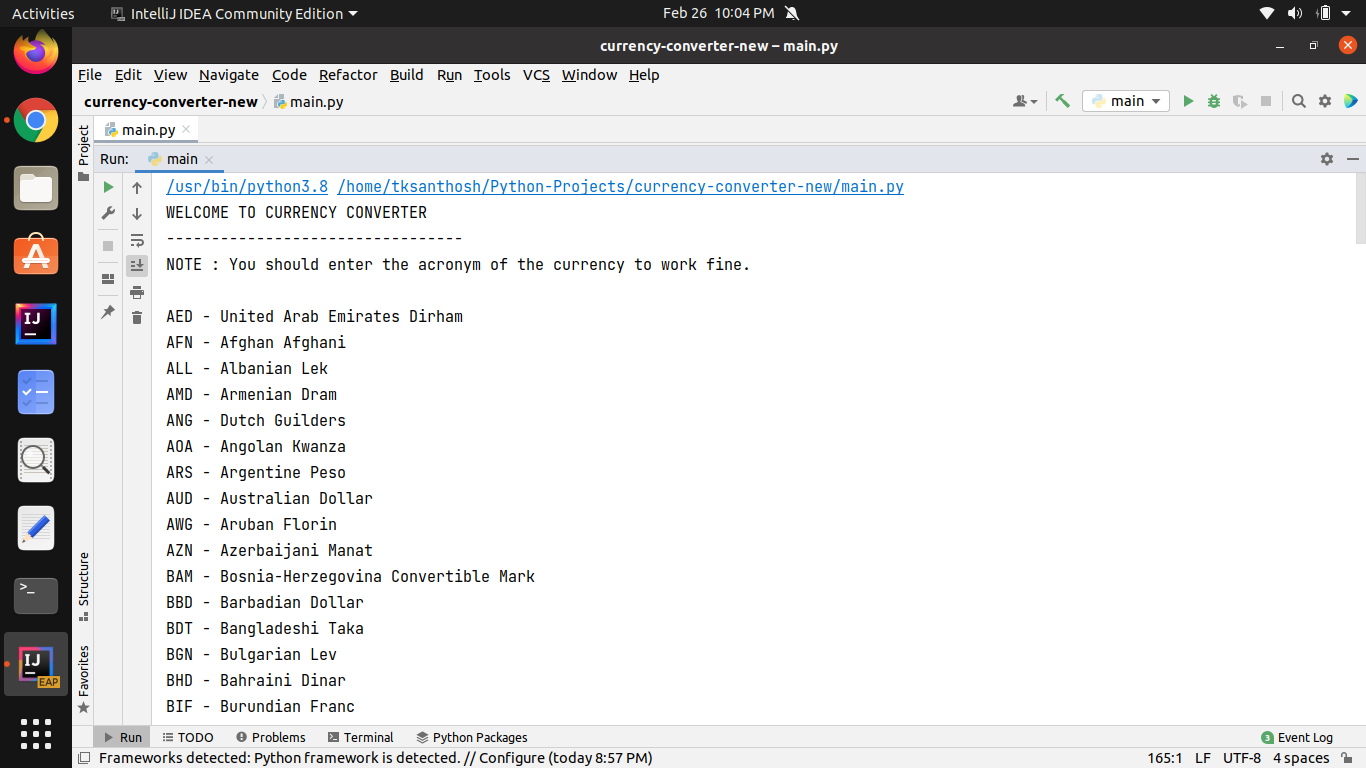 Activities IntelliJ IDEA Community Edition Feb 26 10:04 PM
currency-converter-new – main.py
File Edit View Navigate Code Refactor Build Run Tools VCS Window Help
currency-converter-new main.py main
Project
main.py
Run: main
/usr/bin/python3.8 /home/tksanthosh/Python-Projects/currency-converter-new/main.py
WELCOME TO CURRENCY CONVERTER
---------------------------------
NOTE : You should enter the acronym of the currency to work fine.
AED - United Arab Emirates Dirham
AFN - Afghan Afghani
ALL - Albanian Lek
AMD - Armenian Dram
ANG - Dutch Guilders
AOA - Angolan Kwanza
ARS - Argentine Peso
AUD - Australian Dollar
AWG - Aruban Florin
AZN - Azerbaijani Manat
BAM - Bosnia-Herzegovina Convertible Mark
BBD - Barbadian Dollar
BDT - Bangladeshi Taka
BGN - Bulgarian Lev
BHD - Bahraini Dinar
BIF - Burundian Franc
Structure
Favorites
IJ
>_
IJ
EAP
Run TODO Problems Terminal Python Packages 3 Event Log
Frameworks detected: Python framework is detected. // Configure (today 8:57 PM) 165:1 LF UTF-8 4 spaces